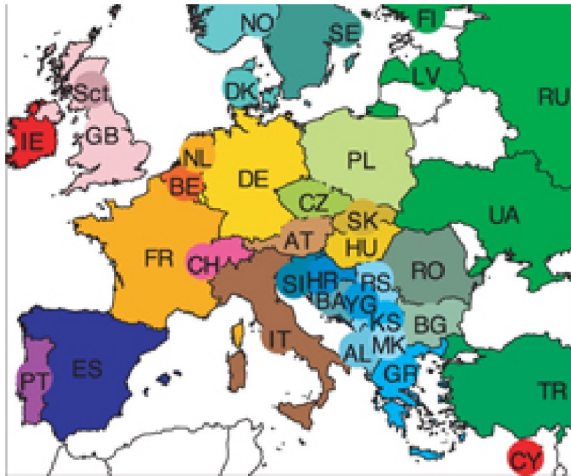 NO
SE
FI
Sct
DK
LV
RU
IE
GB
NL
BE
DE
PL
CZ
SK
UA
FR
CH
AT
HU
RO
SI
HR
RS
BA
YG
KS
BG
IT
AL
MK
GR
PT
ES
TR
CY